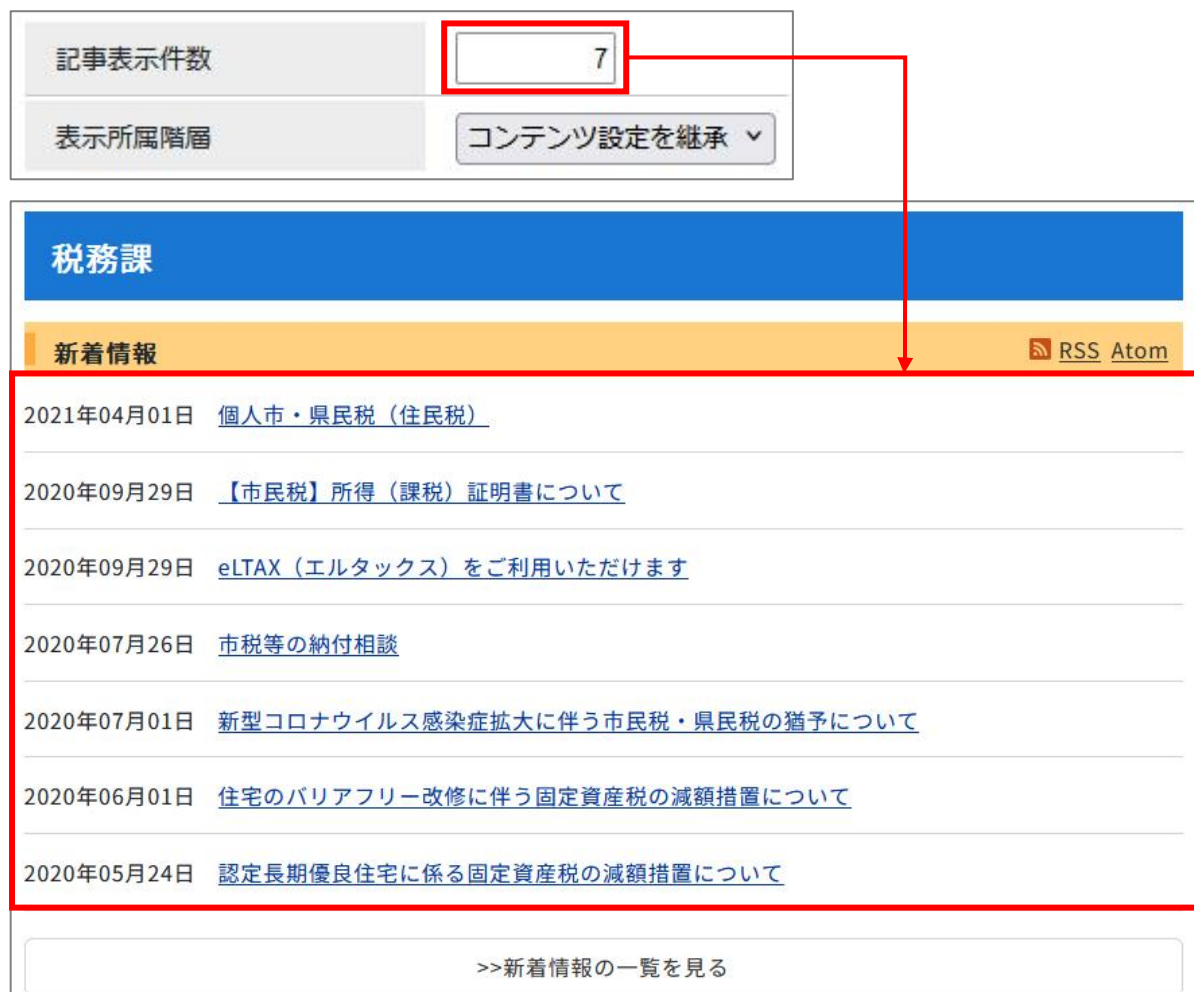 記事表示件数 7
表示所属階層 コンテンツ設定を継承
税務課
新着情報 RSS Atom
2021年04月01日 個人市・県民税（住民税）
2020年09月29日 【市民税】所得（課税）証明書について
2020年09月29日 eLTAX（エルタックス）をご利用いただけます
2020年07月26日 市税等の納付相談
2020年07月01日 新型コロナウイルス感染症拡大に伴う市民税・県民税の猶予について
2020年06月01日 住宅のバリアフリー改修に伴う固定資産税の減額措置について
2020年05月24日 認定長期優良住宅に係る固定資産税の減額措置について
>>新着情報の一覧を見る